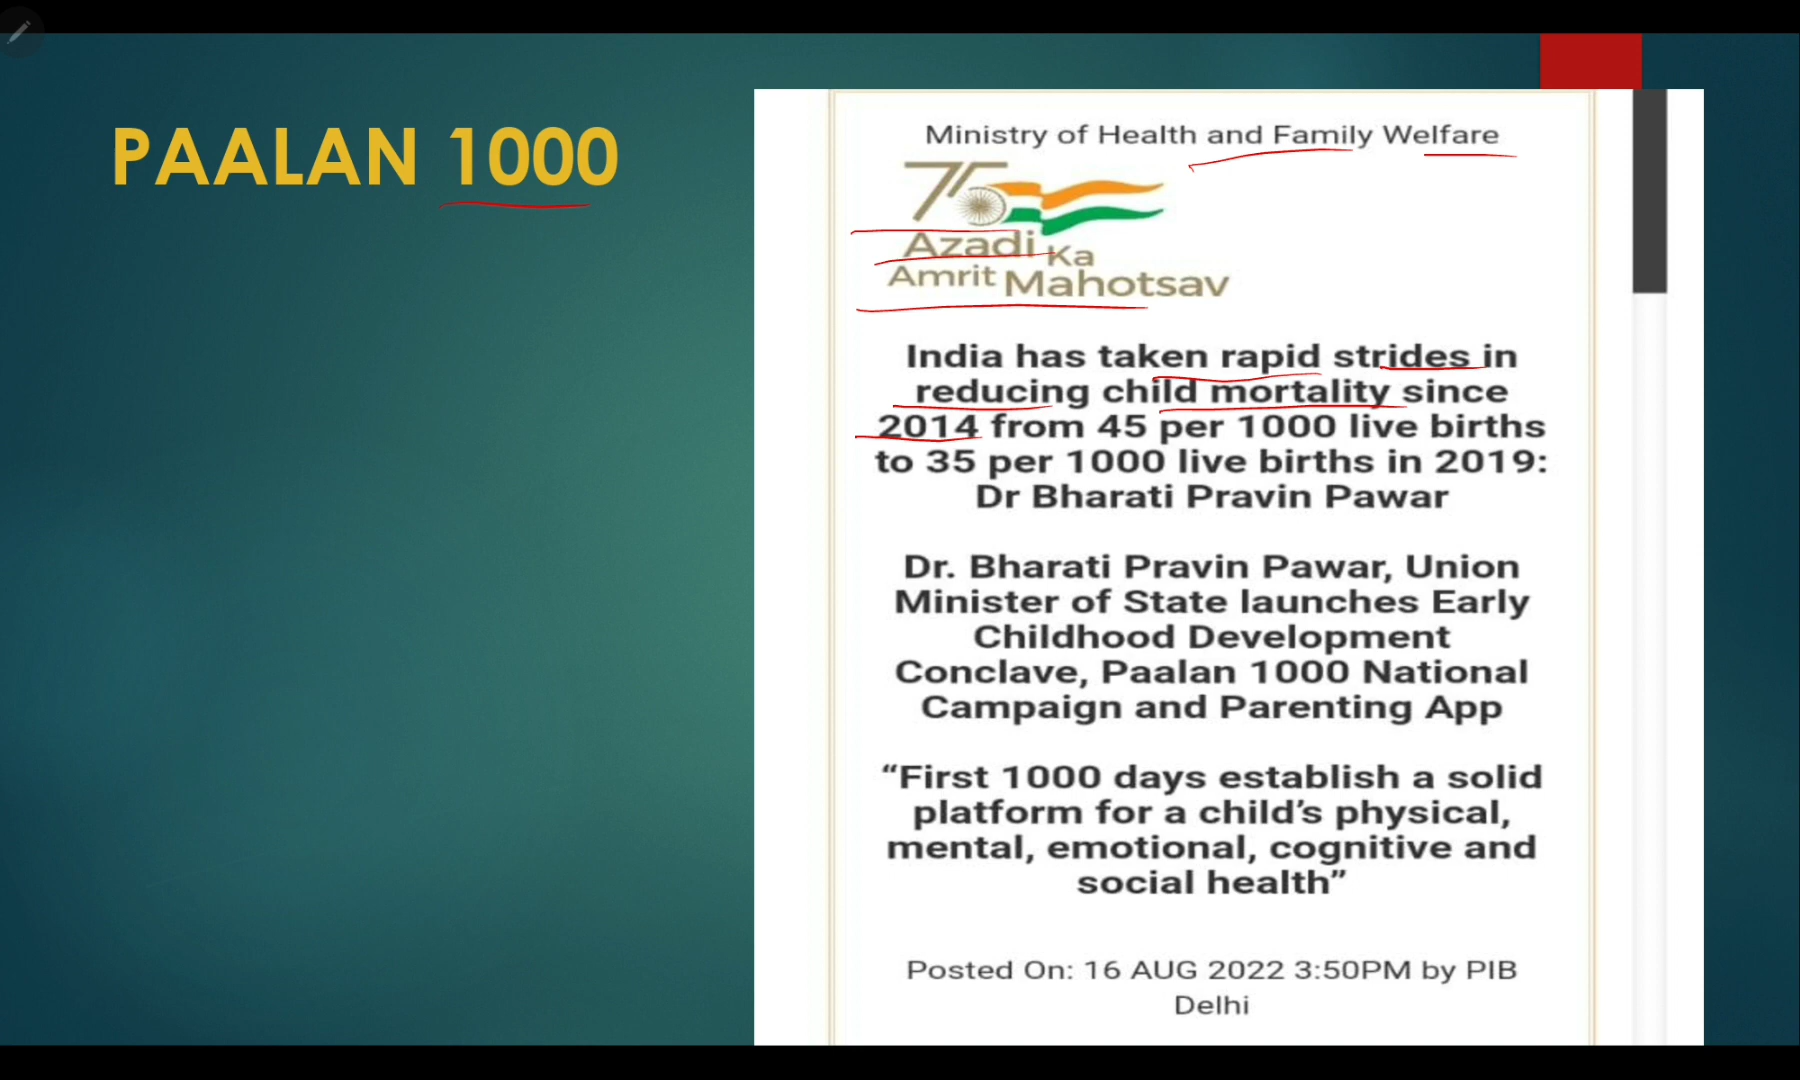 PAALAN 1000
Ministry of Health and Family Welfare
75
Azadi Ka
Amrit Mahotsav
India has taken rapid strides in
reducing child mortality since
2014 from 45 per 1000 live births
to 35 per 1000 live births in 2019:
Dr Bharati Pravin Pawar
Dr. Bharati Pravin Pawar, Union
Minister of State launches Early
Childhood Development
Conclave, Paalan 1000 National
Campaign and Parenting App
“First 1000 days establish a solid
platform for a child’s physical,
mental, emotional, cognitive and
social health”
Posted On: 16 AUG 2022 3:50PM by PIB
Delhi